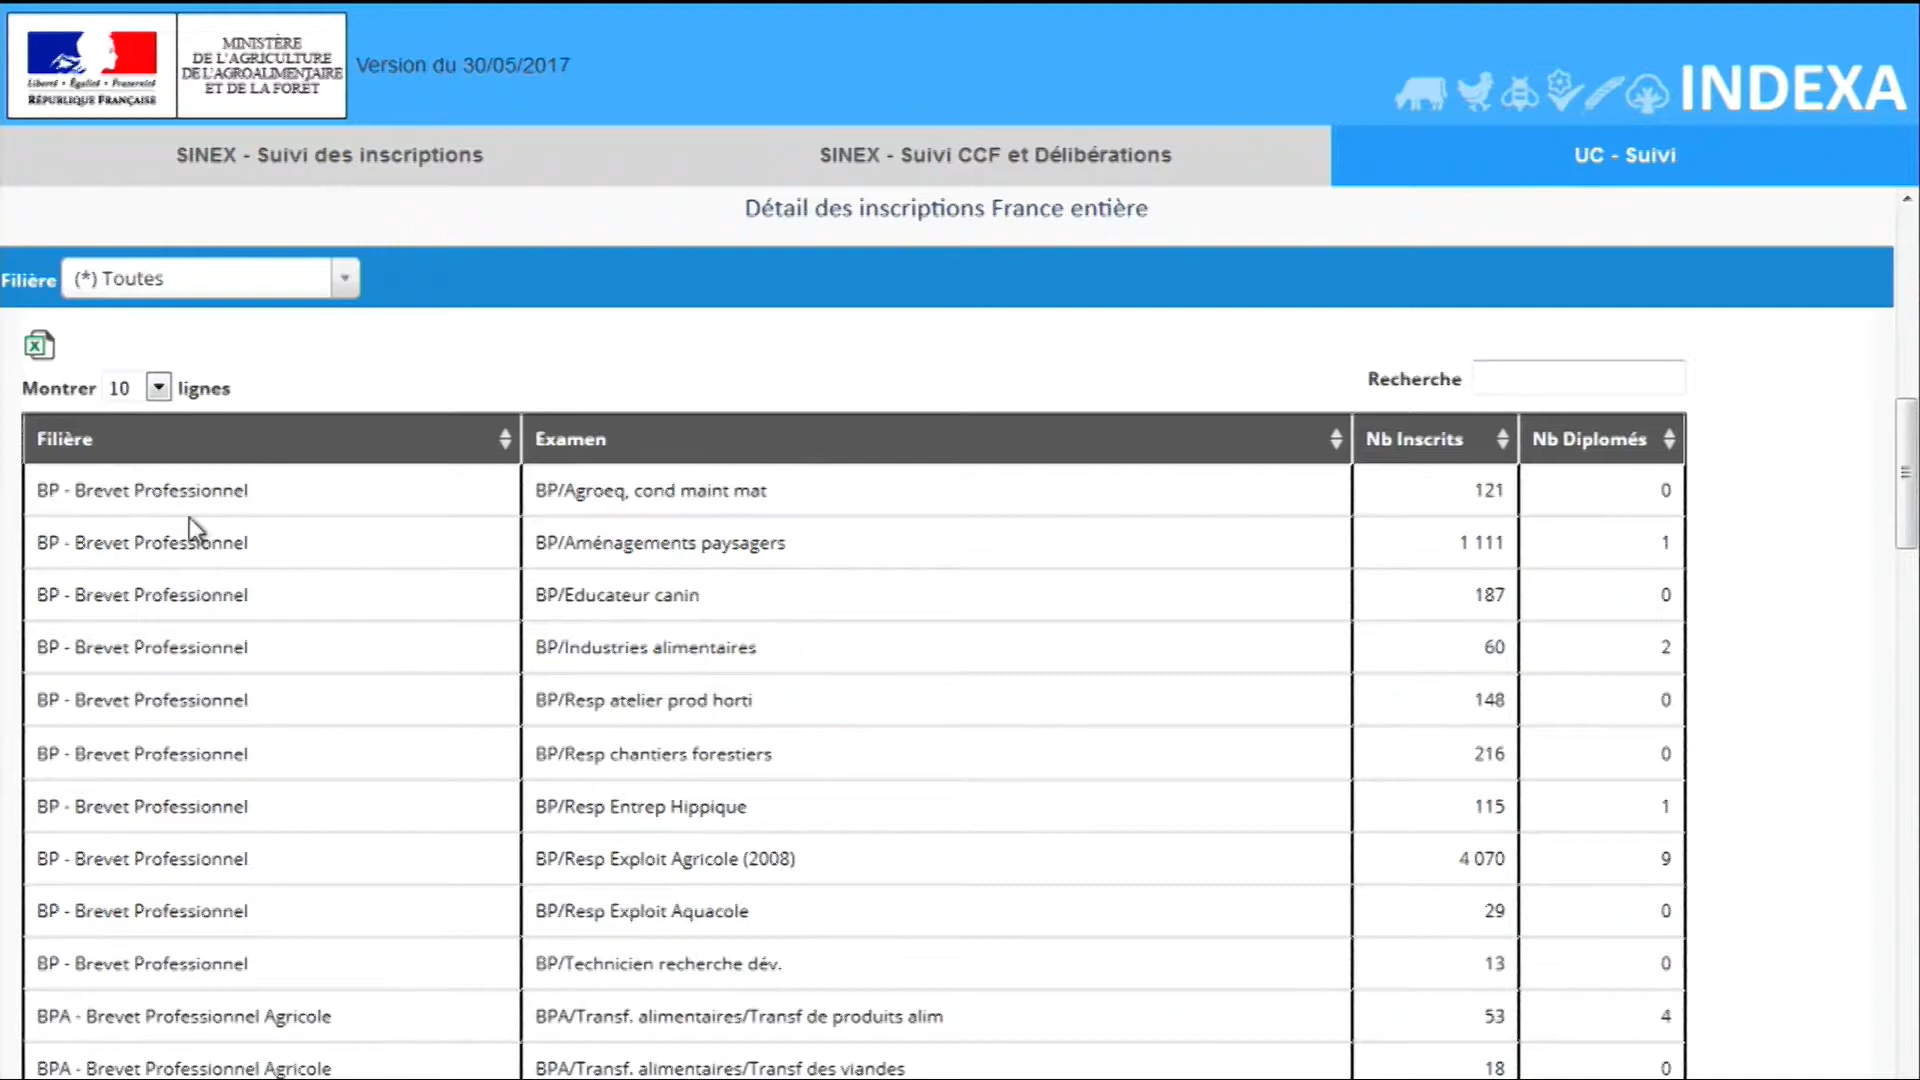 Liberté • Égalité • Fraternité
RÉPUBLIQUE FRANÇAISE
MINISTÈRE
DE L'AGRICULTURE
DE L'AGROALIMENTAIRE
ET DE LA FORÊT
Version du 30/05/2017
INDEXA
SINEX - Suivi des inscriptions
SINEX - Suivi CCF et Délibérations
UC - Suivi
Détail des inscriptions France entière
Filière (*) Toutes
Montrer 10 lignes
Recherche
Filière Examen Nb Inscrits Nb Diplomés
BP - Brevet Professionnel BP/Agroeq, cond maint mat 121 0
BP - Brevet Professionnel BP/Aménagements paysagers 1 111 1
BP - Brevet Professionnel BP/Educateur canin 187 0
BP - Brevet Professionnel BP/Industries alimentaires 60 2
BP - Brevet Professionnel BP/Resp atelier prod horti 148 0
BP - Brevet Professionnel BP/Resp chantiers forestiers 216 0
BP - Brevet Professionnel BP/Resp Entrep Hippique 115 1
BP - Brevet Professionnel BP/Resp Exploit Agricole (2008) 4 070 9
BP - Brevet Professionnel BP/Resp Exploit Aquacole 29 0
BP - Brevet Professionnel BP/Technicien recherche dév. 13 0
BPA - Brevet Professionnel Agricole BPA/Transf. alimentaires/Transf de produits alim 53 4
BPA - Brevet Professionnel Agricole BPA/Transf. alimentaires/Transf des viandes 18 0